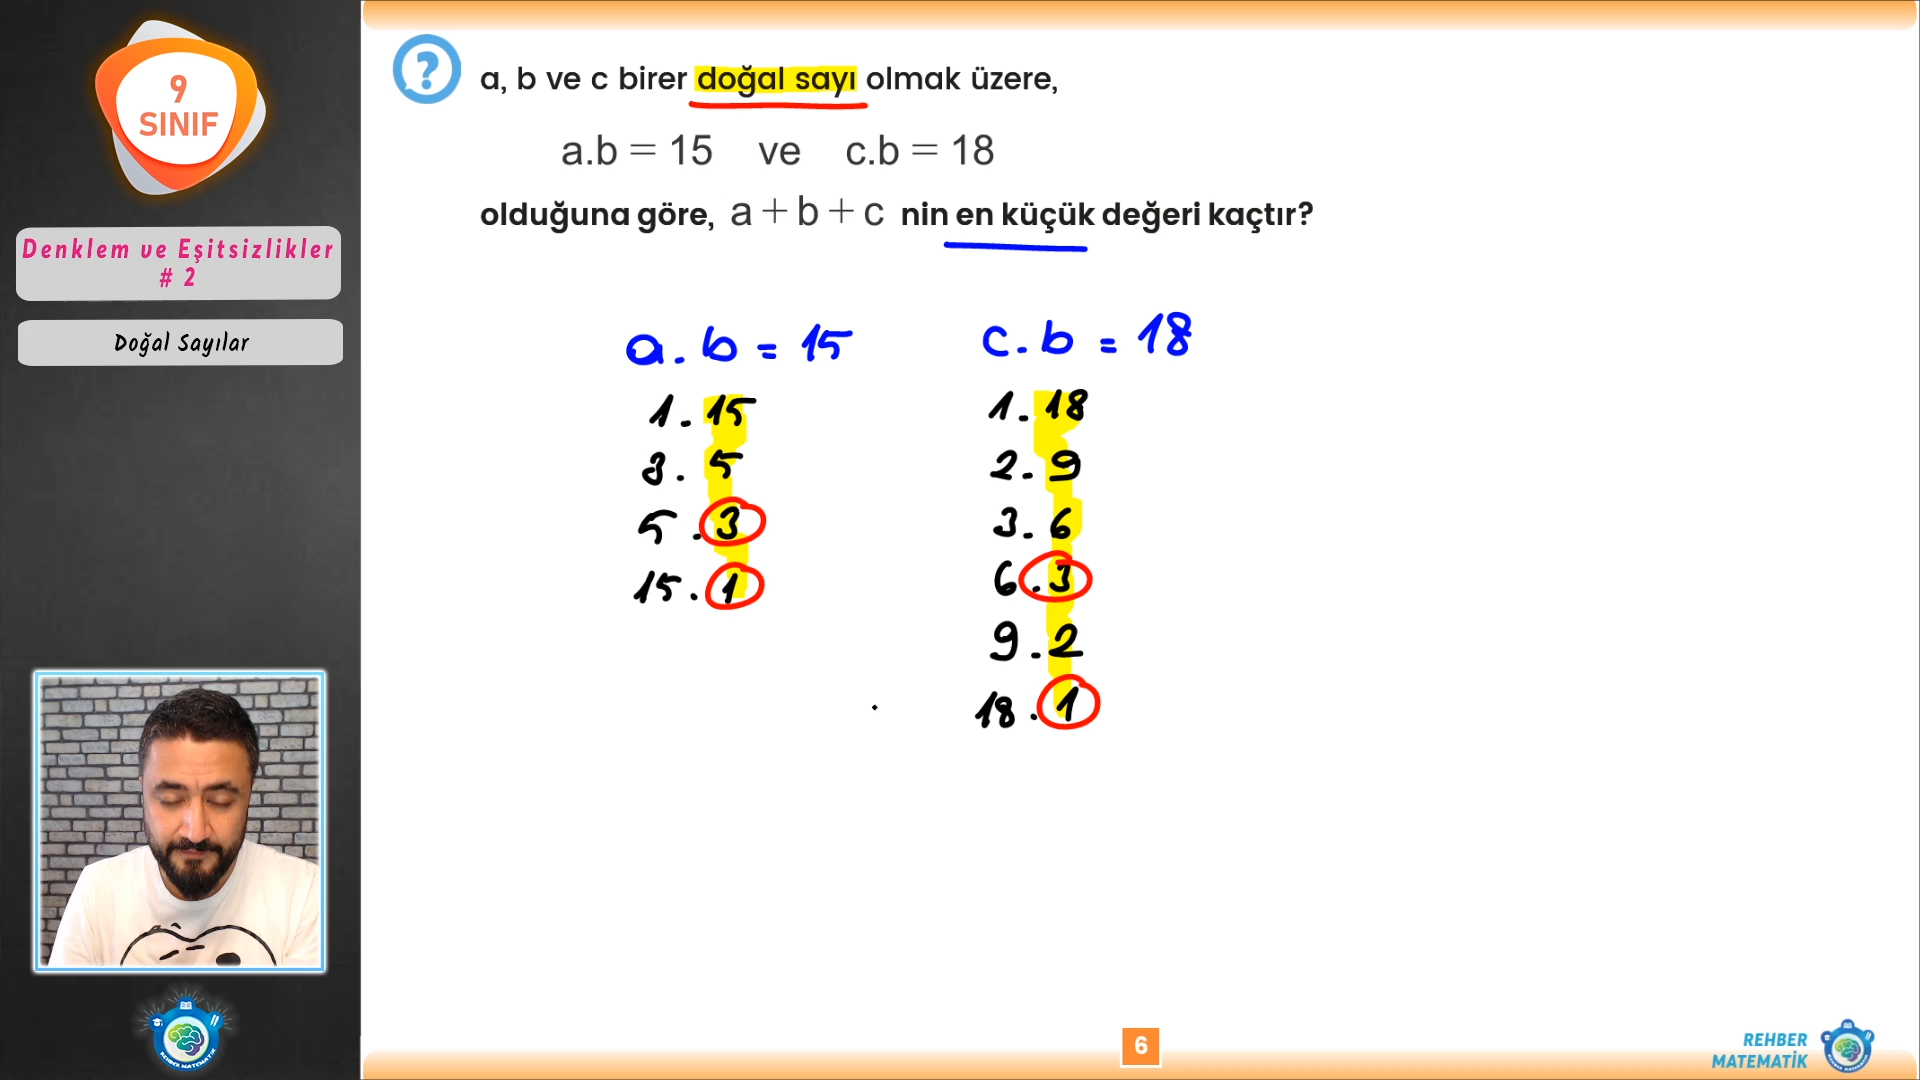 9
SINIF
Denklem ve Eşitsizlikler
# 2
Doğal Sayılar
?
a, b ve c birer doğal sayı olmak üzere,
a.b = 15 ve c.b = 18
olduğuna göre, a + b + c nin en küçük değeri kaçtır?
a . b = 15
1 . 15
3 . 5
5 . 3
15 . 1
c . b = 18
1 . 18
2 . 9
3 . 6
6 . 3
9 . 2
18 . 1
REHBER MATEMATİK
6
REHBER
MATEMATİK